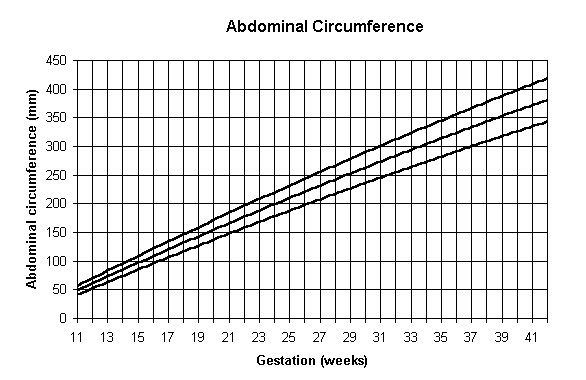 Abdominal Circumference
Abdominal circumference (mm)
450
400
350
300
250
200
150
100
50
0
11 13 15 17 19 21 23 25 27 29 31 33 35 37 39 41
Gestation (weeks)